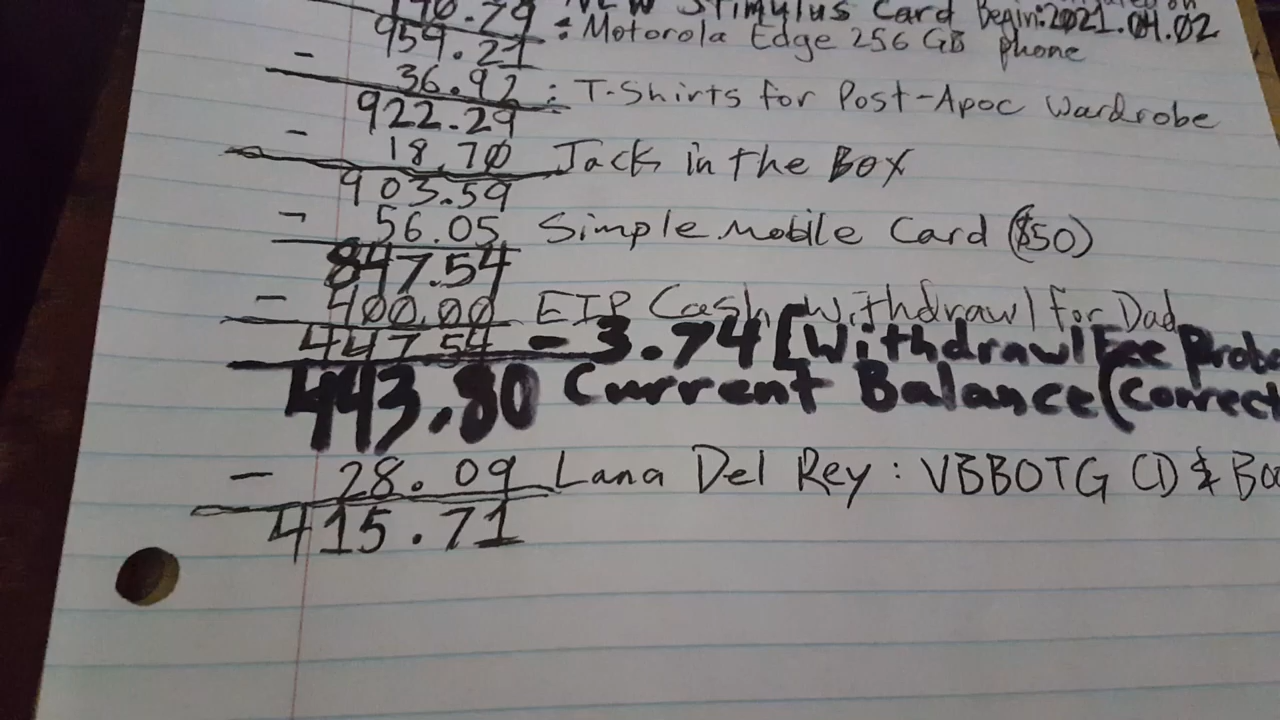 NEW Stimulus Card Begin: 2021.04.02
959.21 : Motorola Edge 256 GB phone
- 36.92 : T-Shirts for Post-Apoc Wardrobe
922.29
- 18.70 Jack in the Box
903.59
- 56.05 Simple Mobile Card ($50)
847.54
- 400.00 EIP Cash Withdrawl for Dad
447.54 - 3.74 [Withdrawl Fee
443.80 Current Balance (Correct
- 28.09 Lana Del Rey : VBBOTG CD &
415.71